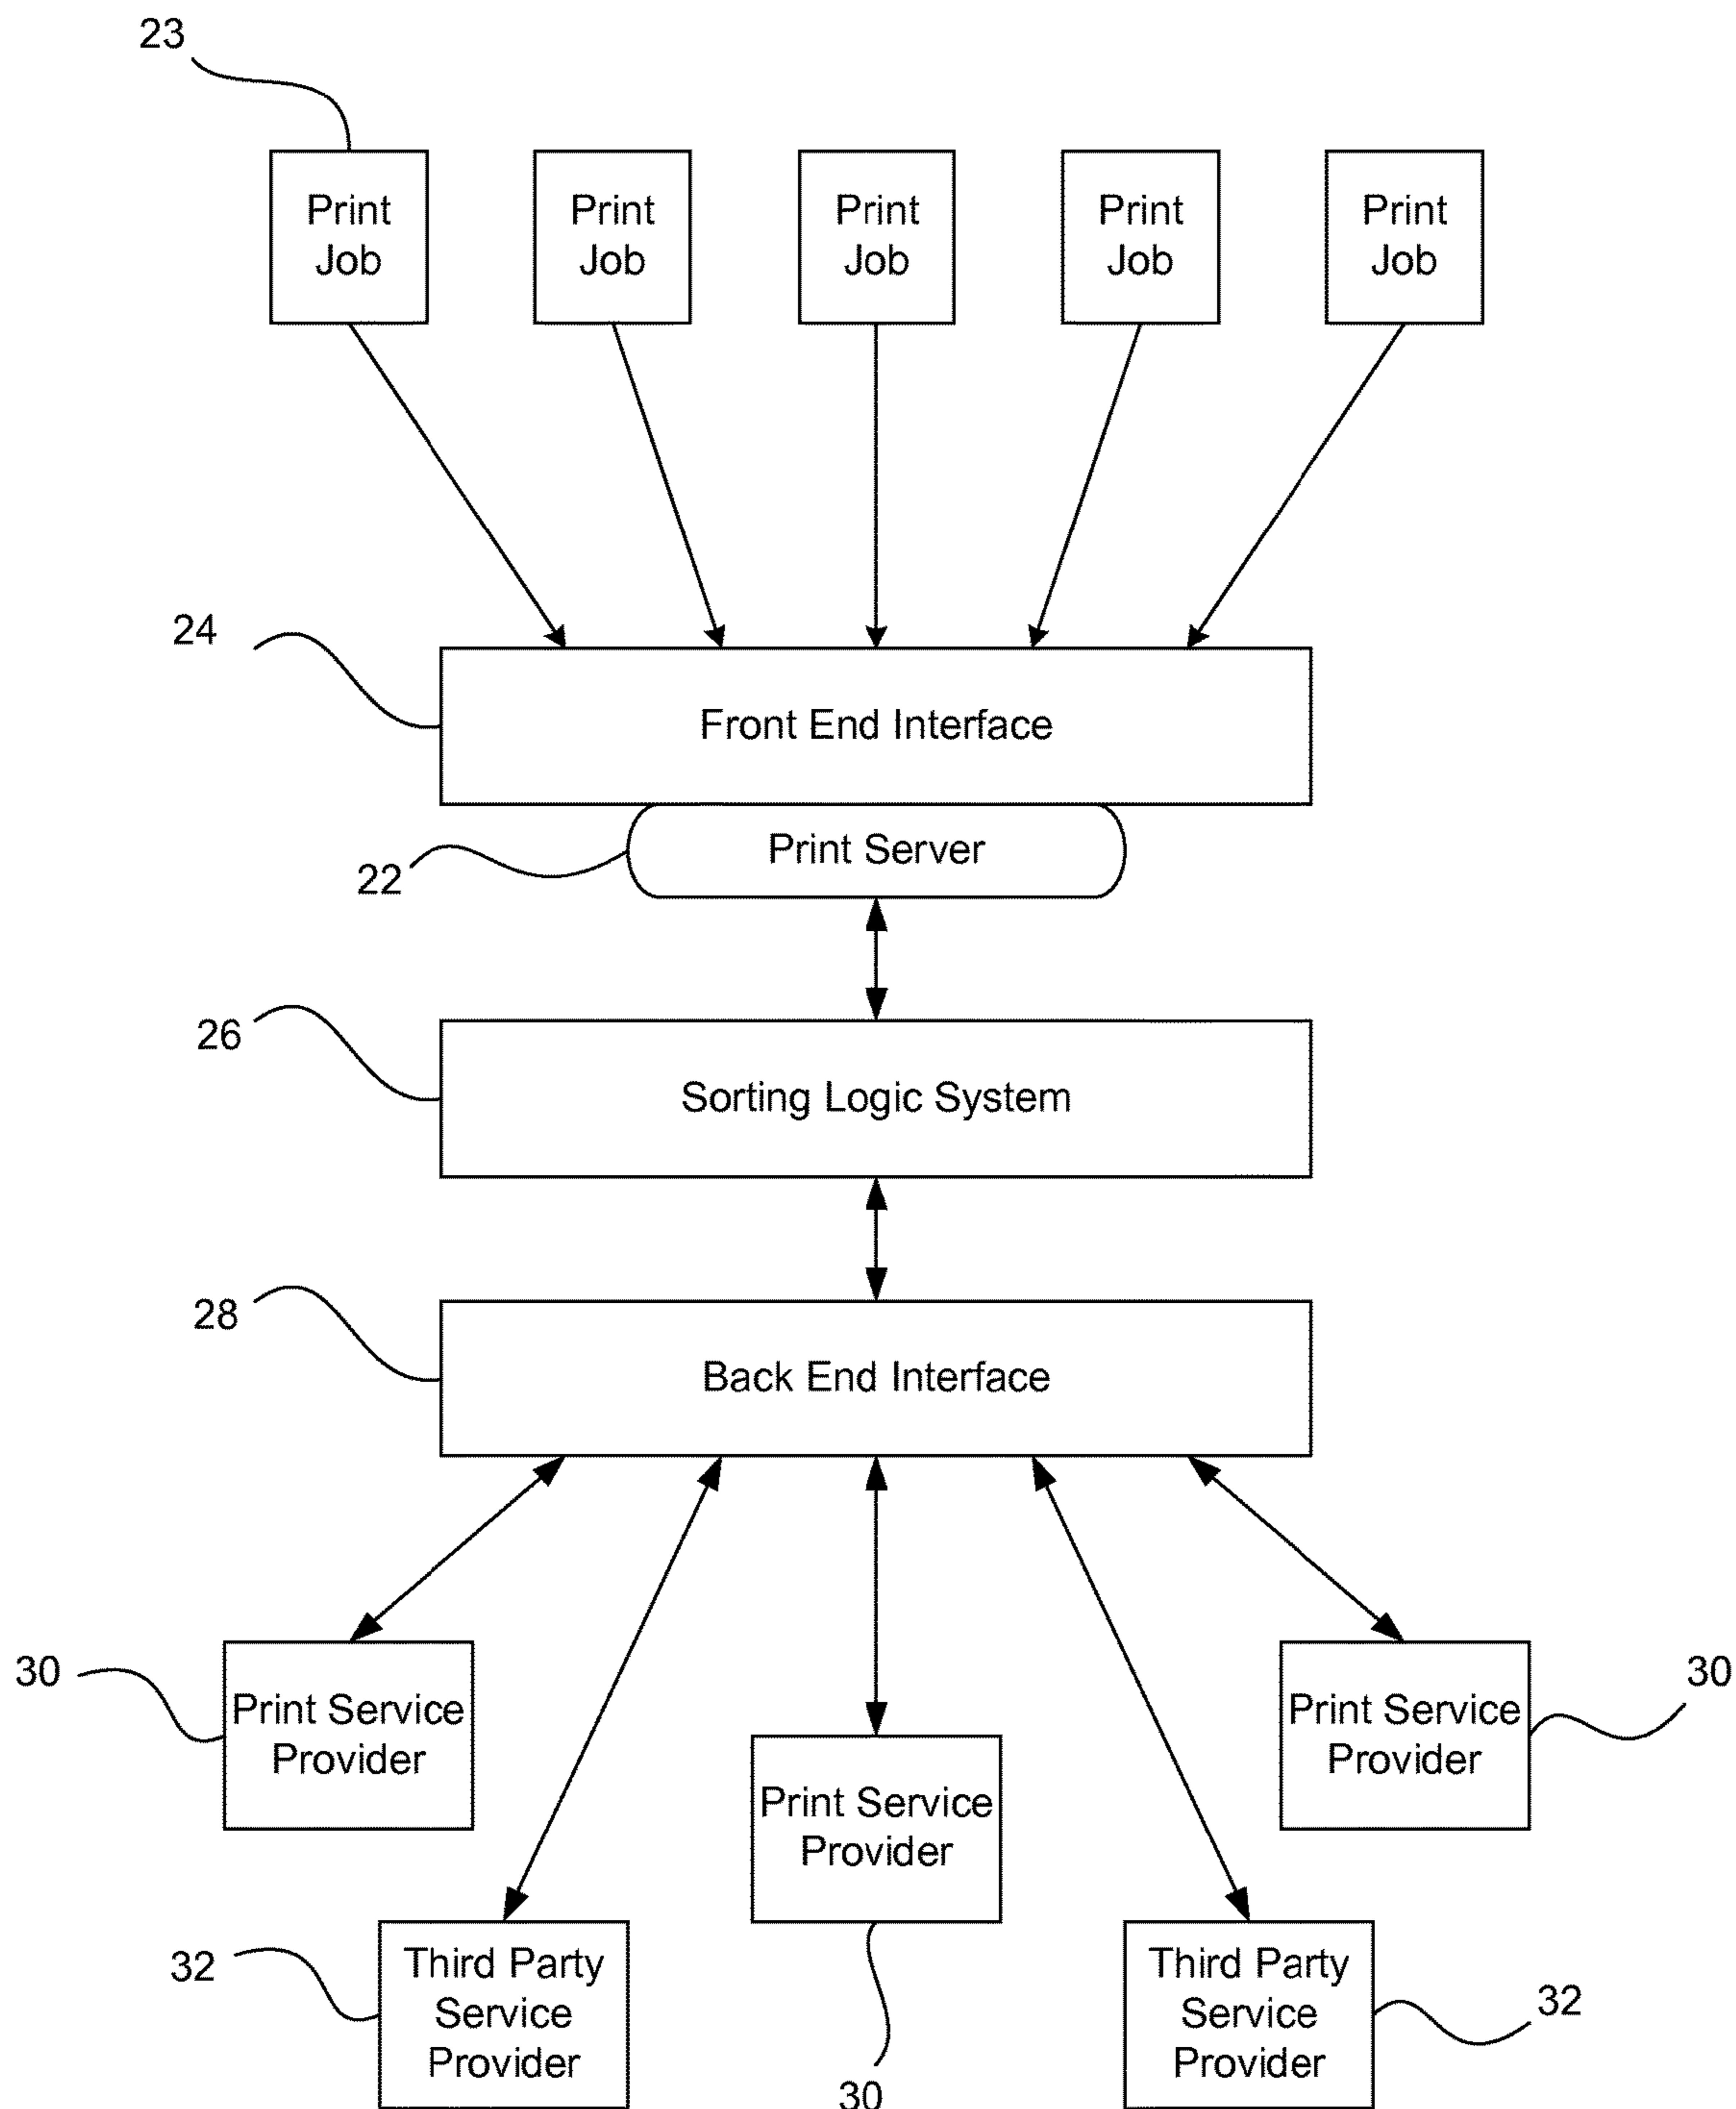 23
Print
Job
Print
Job
Print
Job
Print
Job
Print
Job
24
Front End Interface
Print Server
22
26
Sorting Logic System
28
Back End Interface
30
Print Service
Provider
Print Service
Provider
30
Print Service
Provider
32
Third Party
Service
Provider
30
Third Party
Service
Provider
32